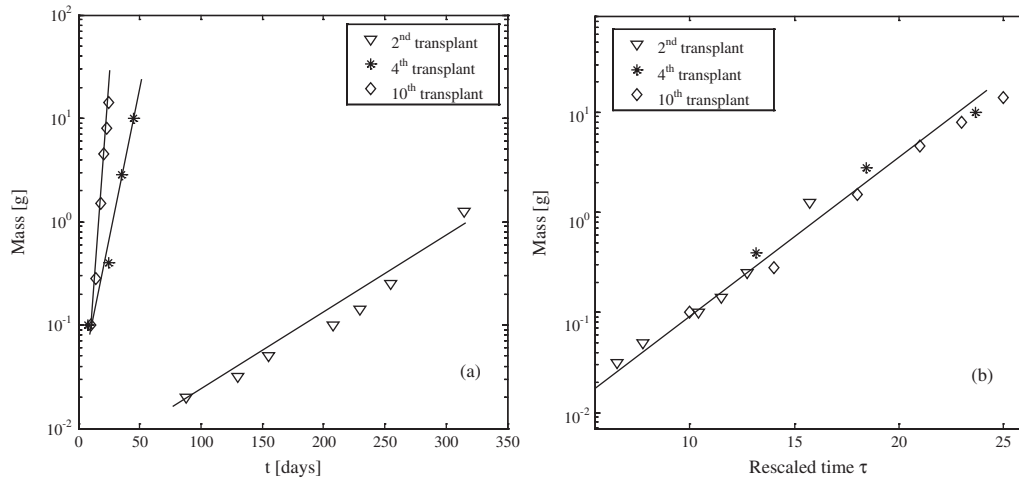 10²
10¹
10⁰
10⁻¹
10⁻²
Mass [g]
0 50 100 150 200 250 300 350
t [days]
2nd transplant
4th transplant
10th transplant
(a)
10¹
10⁰
10⁻¹
10⁻²
Mass [g]
10 15 20 25
Rescaled time τ
2nd transplant
4th transplant
10th transplant
(b)